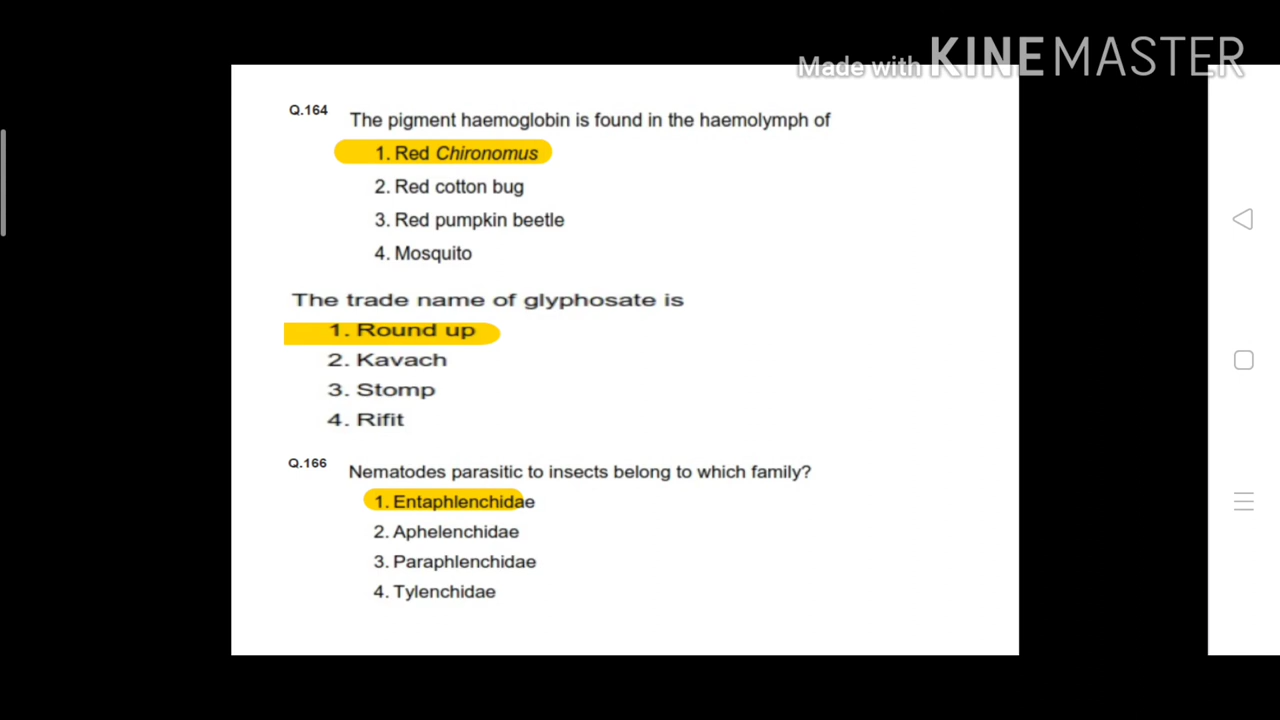 Made with KINEMASTER
Q.164
The pigment haemoglobin is found in the haemolymph of
1. Red Chironomus
2. Red cotton bug
3. Red pumpkin beetle
4. Mosquito
The trade name of glyphosate is
1. Round up
2. Kavach
3. Stomp
4. Rifit
Q.166
Nematodes parasitic to insects belong to which family?
1. Entaphlenchidae
2. Aphelenchidae
3. Paraphlenchidae
4. Tylenchidae